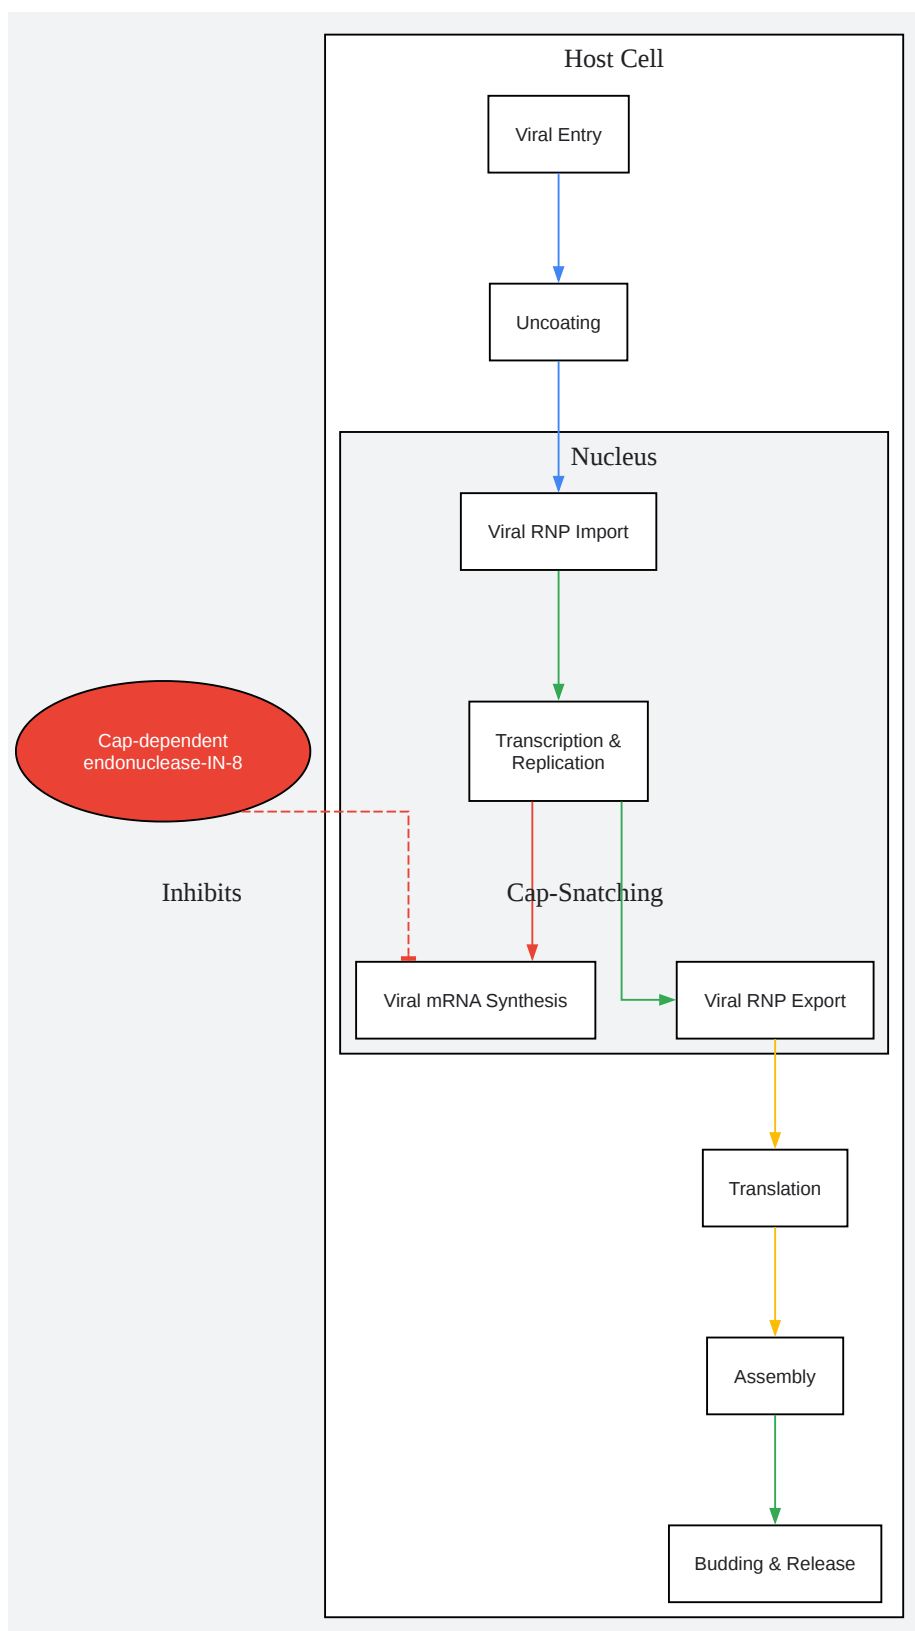 Host Cell
Viral Entry
Uncoating
Nucleus
Viral RNP Import
Cap-dependent
endonuclease-IN-8
Transcription &
Replication
Inhibits
Cap-Snatching
Viral mRNA Synthesis
Viral RNP Export
Translation
Assembly
Budding & Release